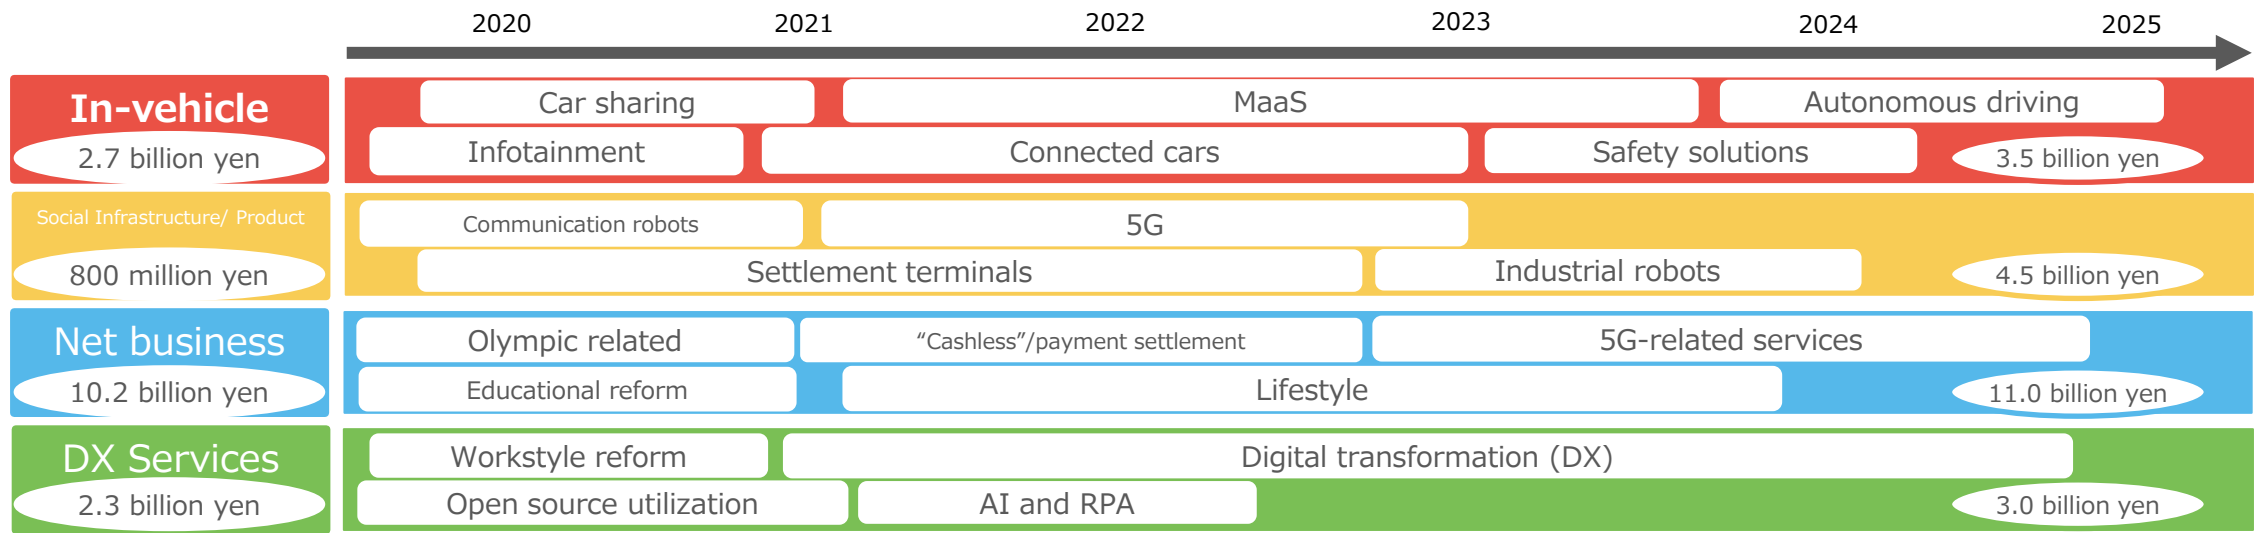 2020 2021 2022 2023 2024 2025
In-vehicle
2.7 billion yen
Car sharing MaaS Autonomous driving
Infotainment Connected cars Safety solutions
3.5 billion yen
Social Infrastructure/ Product
800 million yen
Communication robots 5G
Settlement terminals Industrial robots
4.5 billion yen
Net business
10.2 billion yen
Olympic related “Cashless”/payment settlement 5G-related services
Educational reform Lifestyle
11.0 billion yen
DX Services
2.3 billion yen
Workstyle reform Digital transformation (DX)
Open source utilization AI and RPA
3.0 billion yen